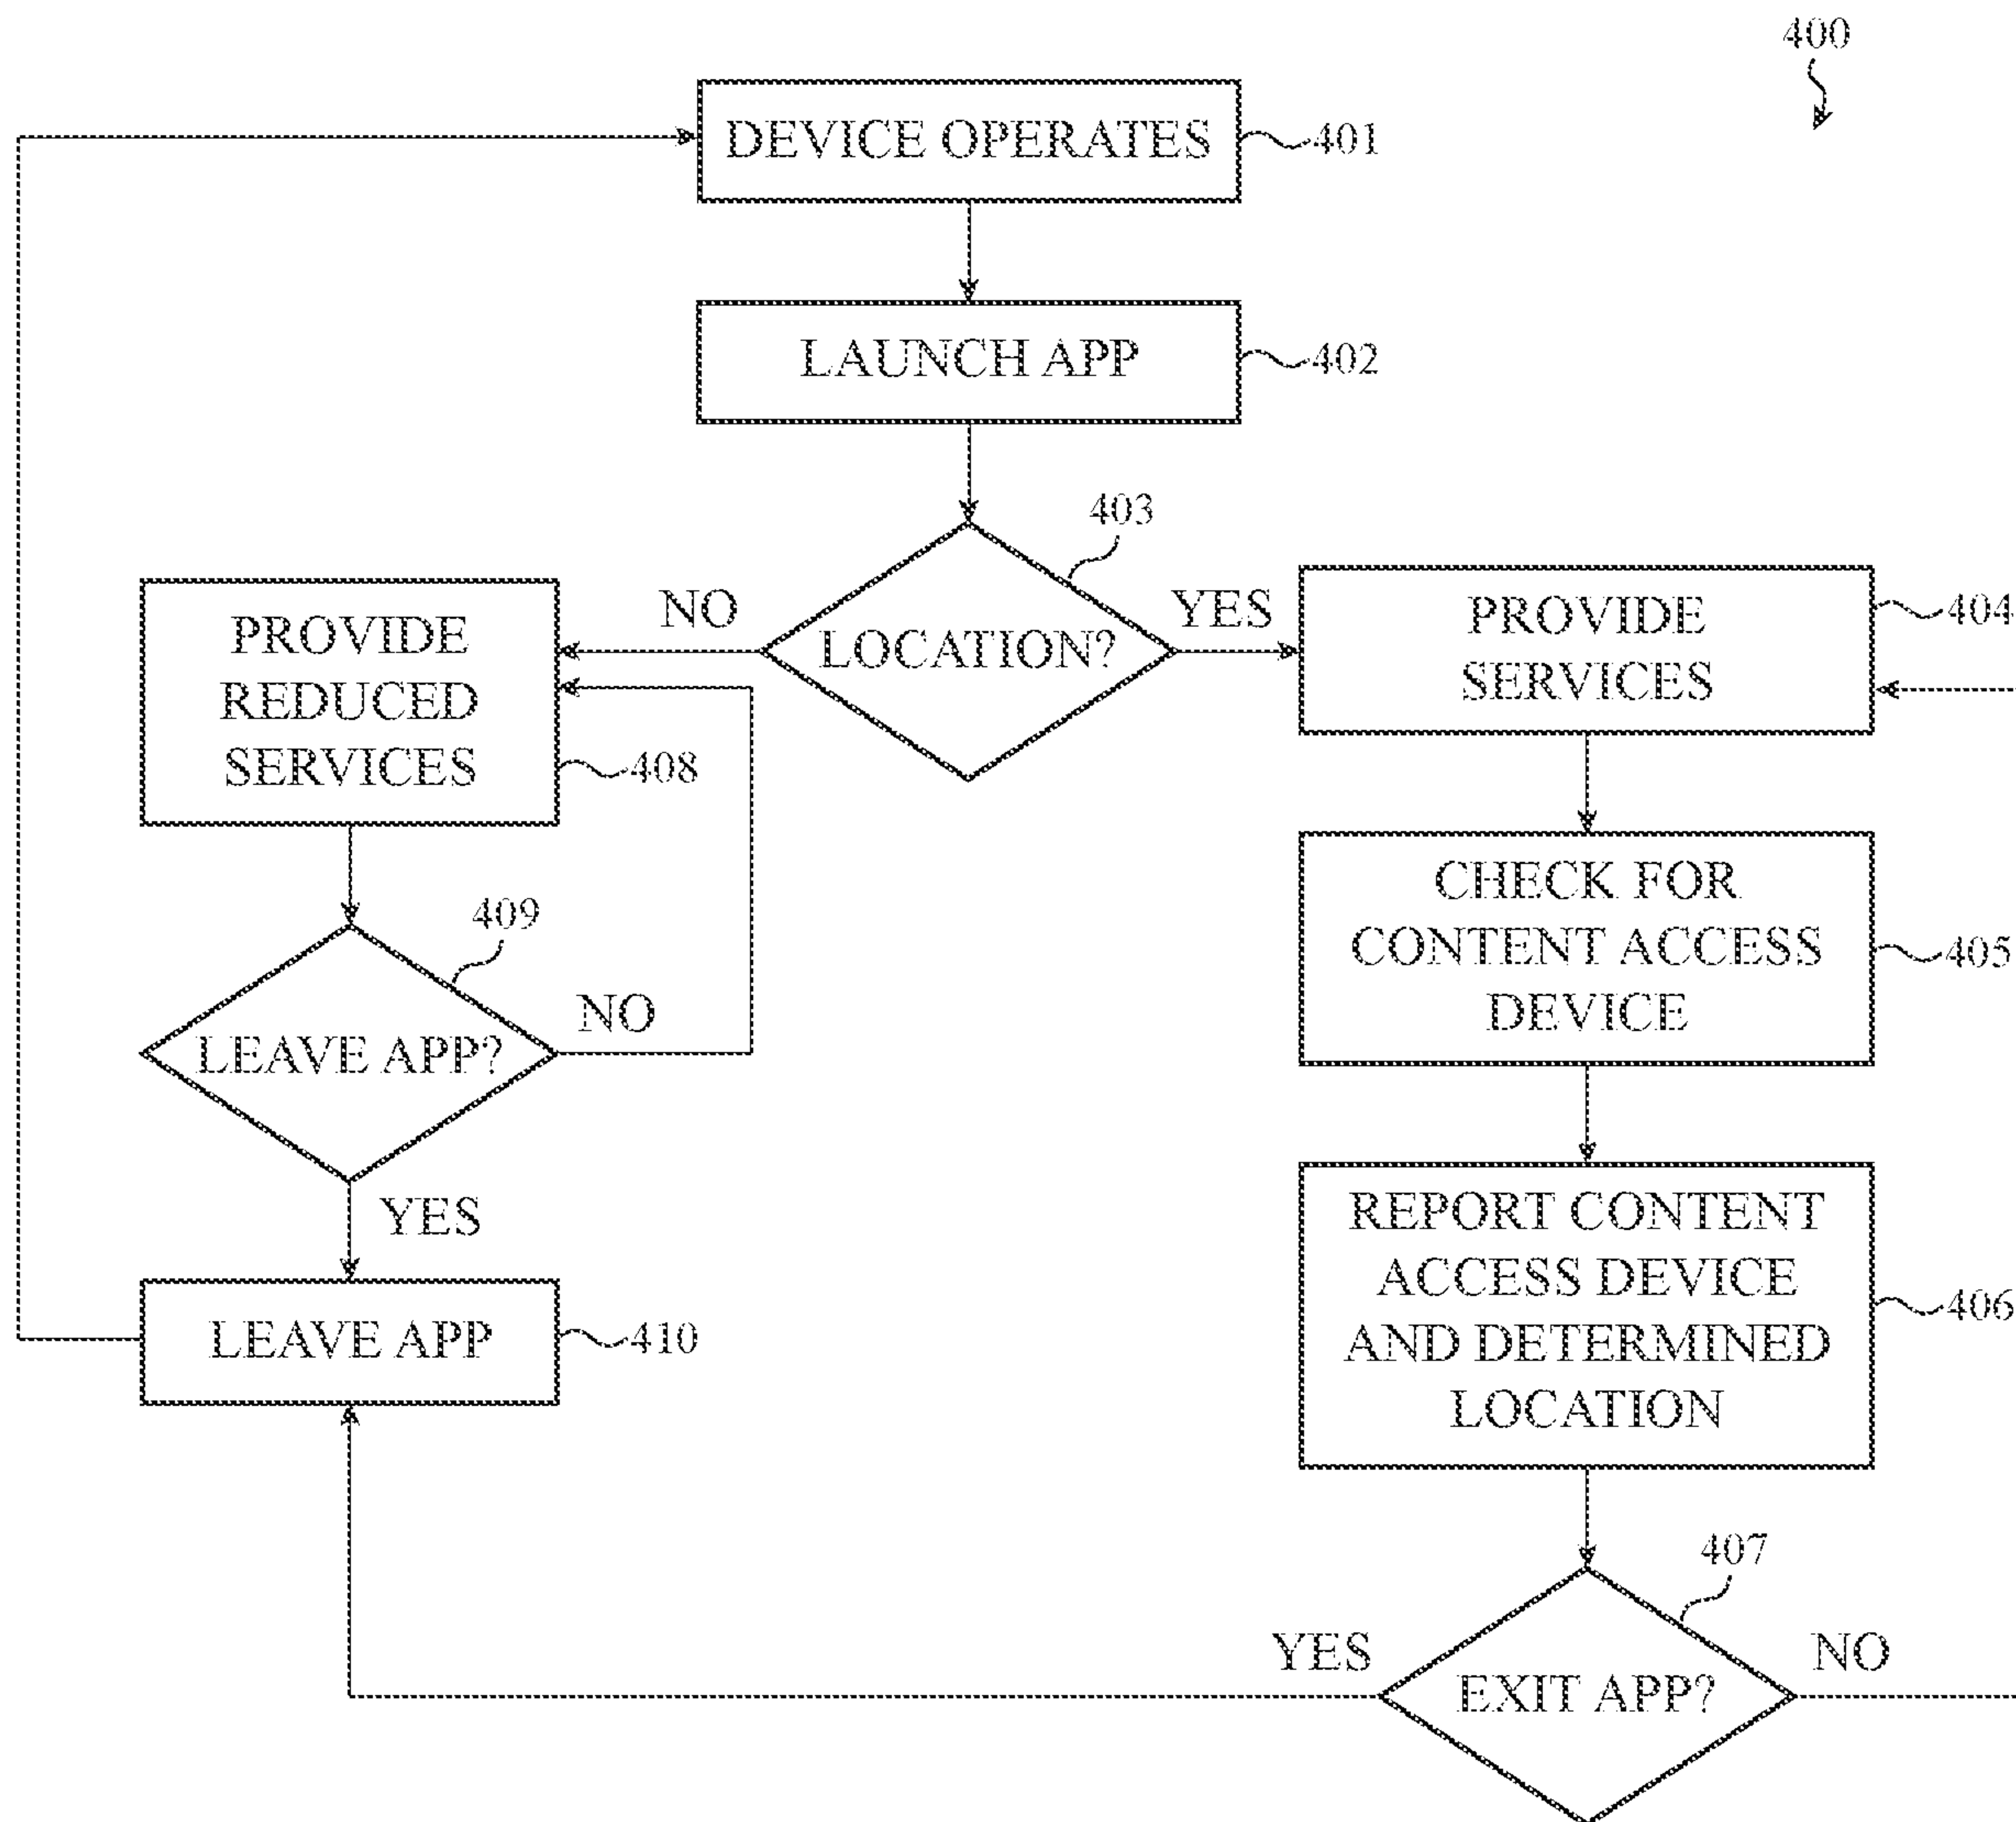 400
DEVICE OPERATES
401
LAUNCH APP
402
403
LOCATION?
NO
YES
PROVIDE
REDUCED
SERVICES
408
PROVIDE
SERVICES
404
CHECK FOR
CONTENT ACCESS
DEVICE
405
409
LEAVE APP?
NO
YES
REPORT CONTENT
ACCESS DEVICE
AND DETERMINED
LOCATION
406
LEAVE APP
410
407
EXIT APP?
YES
NO